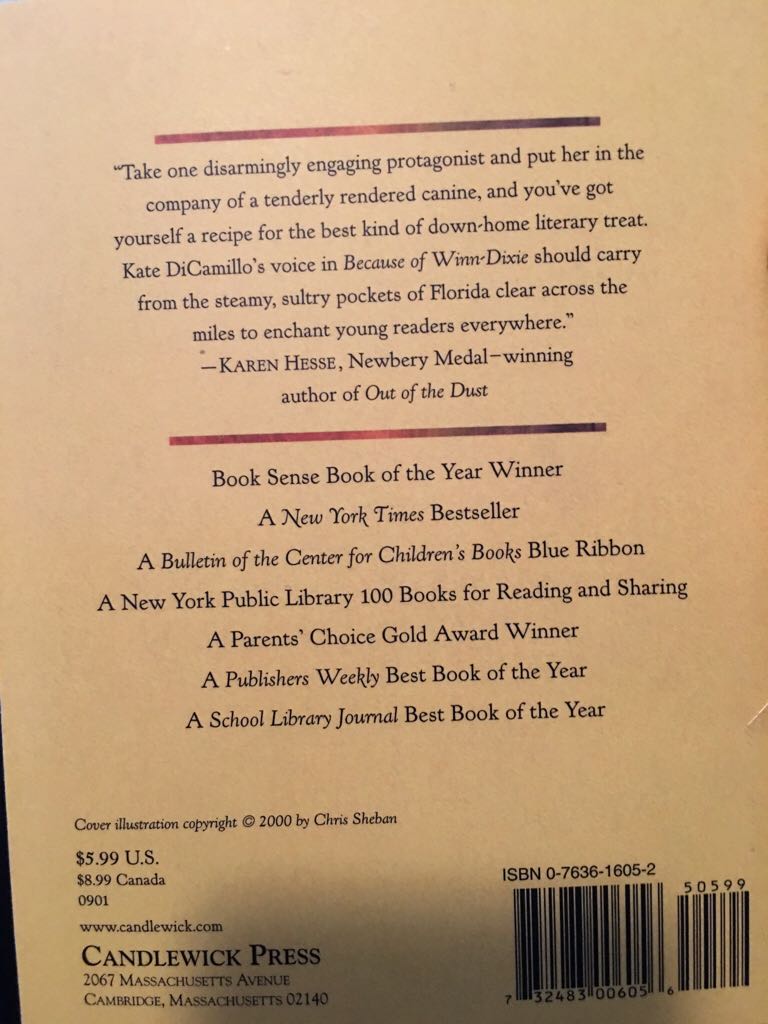 “Take one disarmingly engaging protagonist and put her in the
company of a tenderly rendered canine, and you’ve got
yourself a recipe for the best kind of down-home literary treat.
Kate DiCamillo’s voice in Because of Winn-Dixie should carry
from the steamy, sultry pockets of Florida clear across the
miles to enchant young readers everywhere.”
—KAREN HESSE, Newbery Medal–winning
author of Out of the Dust
Book Sense Book of the Year Winner
A New York Times Bestseller
A Bulletin of the Center for Children’s Books Blue Ribbon
A New York Public Library 100 Books for Reading and Sharing
A Parents’ Choice Gold Award Winner
A Publishers Weekly Best Book of the Year
A School Library Journal Best Book of the Year
Cover illustration copyright © 2000 by Chris Sheban
$5.99 U.S.
$8.99 Canada
0901
www.candlewick.com
CANDLEWICK PRESS
2067 MASSACHUSETTS AVENUE
CAMBRIDGE, MASSACHUSETTS 02140
ISBN 0-7636-1605-2
50599
7 32483 00605 6